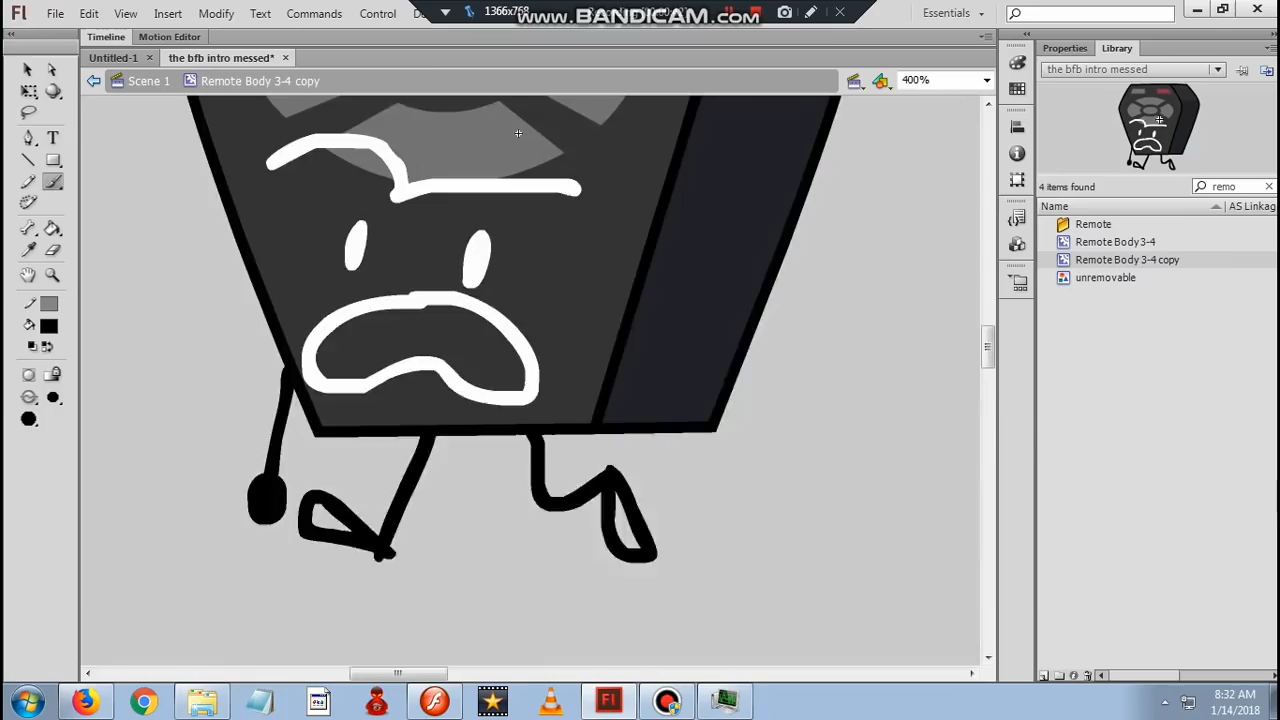 1366x768
www.BANDICAM.com
Fl File Edit View Insert Modify Text Commands Control
Essentials
Timeline Motion Editor
Properties Library
Untitled-1 × the bfb intro messed* ×
Scene 1 Remote Body 3-4 copy
400%
the bfb intro messed
4 items found
remo
Name AS Linkag
Remote
Remote Body 3-4
Remote Body 3-4 copy
unremovable
Fl
8:32 AM
1/14/2018